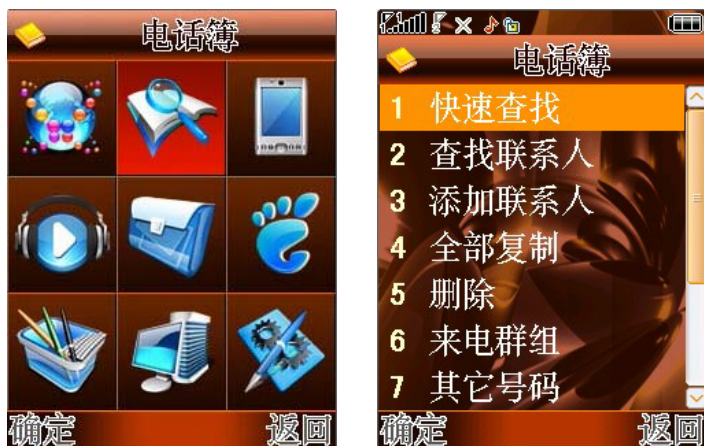 电话簿
确定 返回
电话簿
1 快速查找
2 查找联系人
3 添加联系人
4 全部复制
5 删除
6 来电群组
7 其它号码
确定 返回